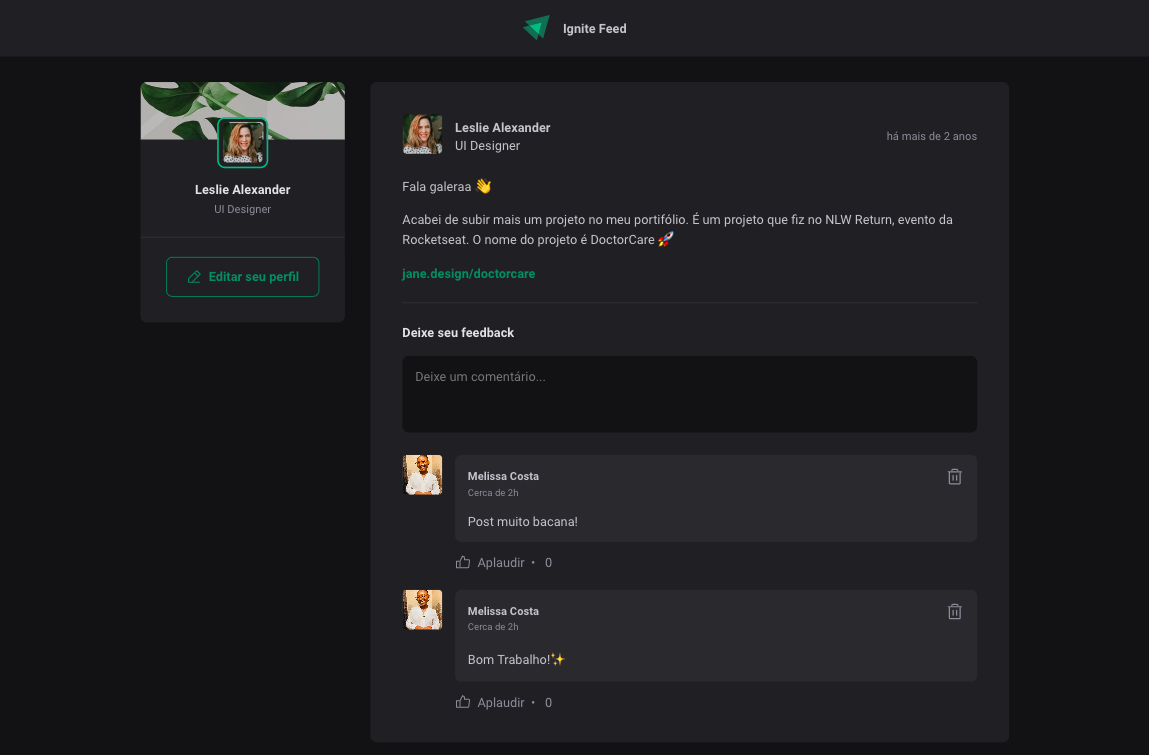 Ignite Feed
Leslie Alexander
UI Designer
Editar seu perfil
Leslie Alexander
UI Designer
há mais de 2 anos
Fala galeraa 👋
Acabei de subir mais um projeto no meu portifólio. É um projeto que fiz no NLW Return, evento da
Rocketseat. O nome do projeto é DoctorCare 🚀
jane.design/doctorcare
Deixe seu feedback
Deixe um comentário...
Melissa Costa
Cerca de 2h
Post muito bacana!
Aplaudir • 0
Melissa Costa
Cerca de 2h
Bom Trabalho!✨
Aplaudir • 0